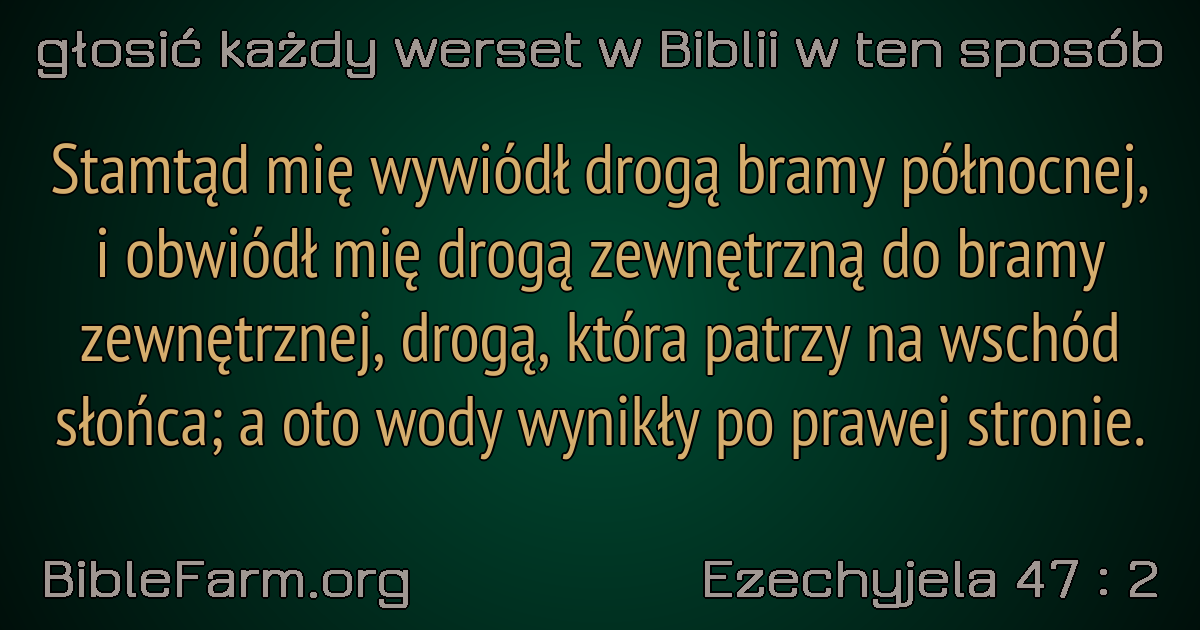 głosić każdy werset w Biblii w ten sposób
Stamtąd mię wywiódł drogą bramy północnej,
i obwiódł mię drogą zewnętrzną do bramy
zewnętrznej, drogą, która patrzy na wschód
słońca; a oto wody wynikły po prawej stronie.
BibleFarm.org
Ezechyjela 47 : 2